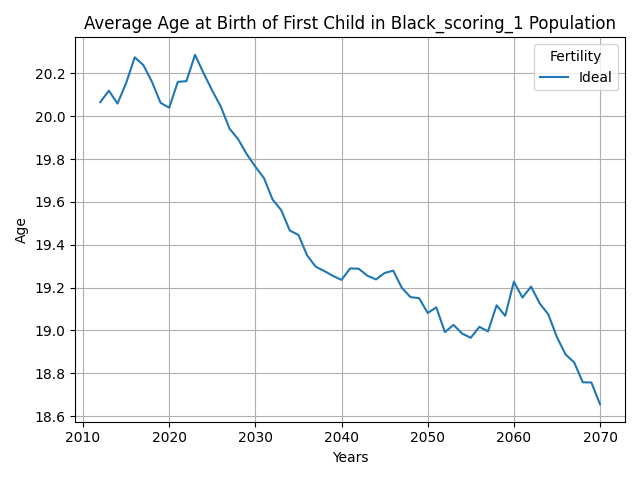 Average Age at Birth of First Child in Black_scoring_1 Population
Fertility
Ideal
20.2
20.0
19.8
19.6
19.4
19.2
19.0
18.8
18.6
Age
2010 2020 2030 2040 2050 2060 2070
Years